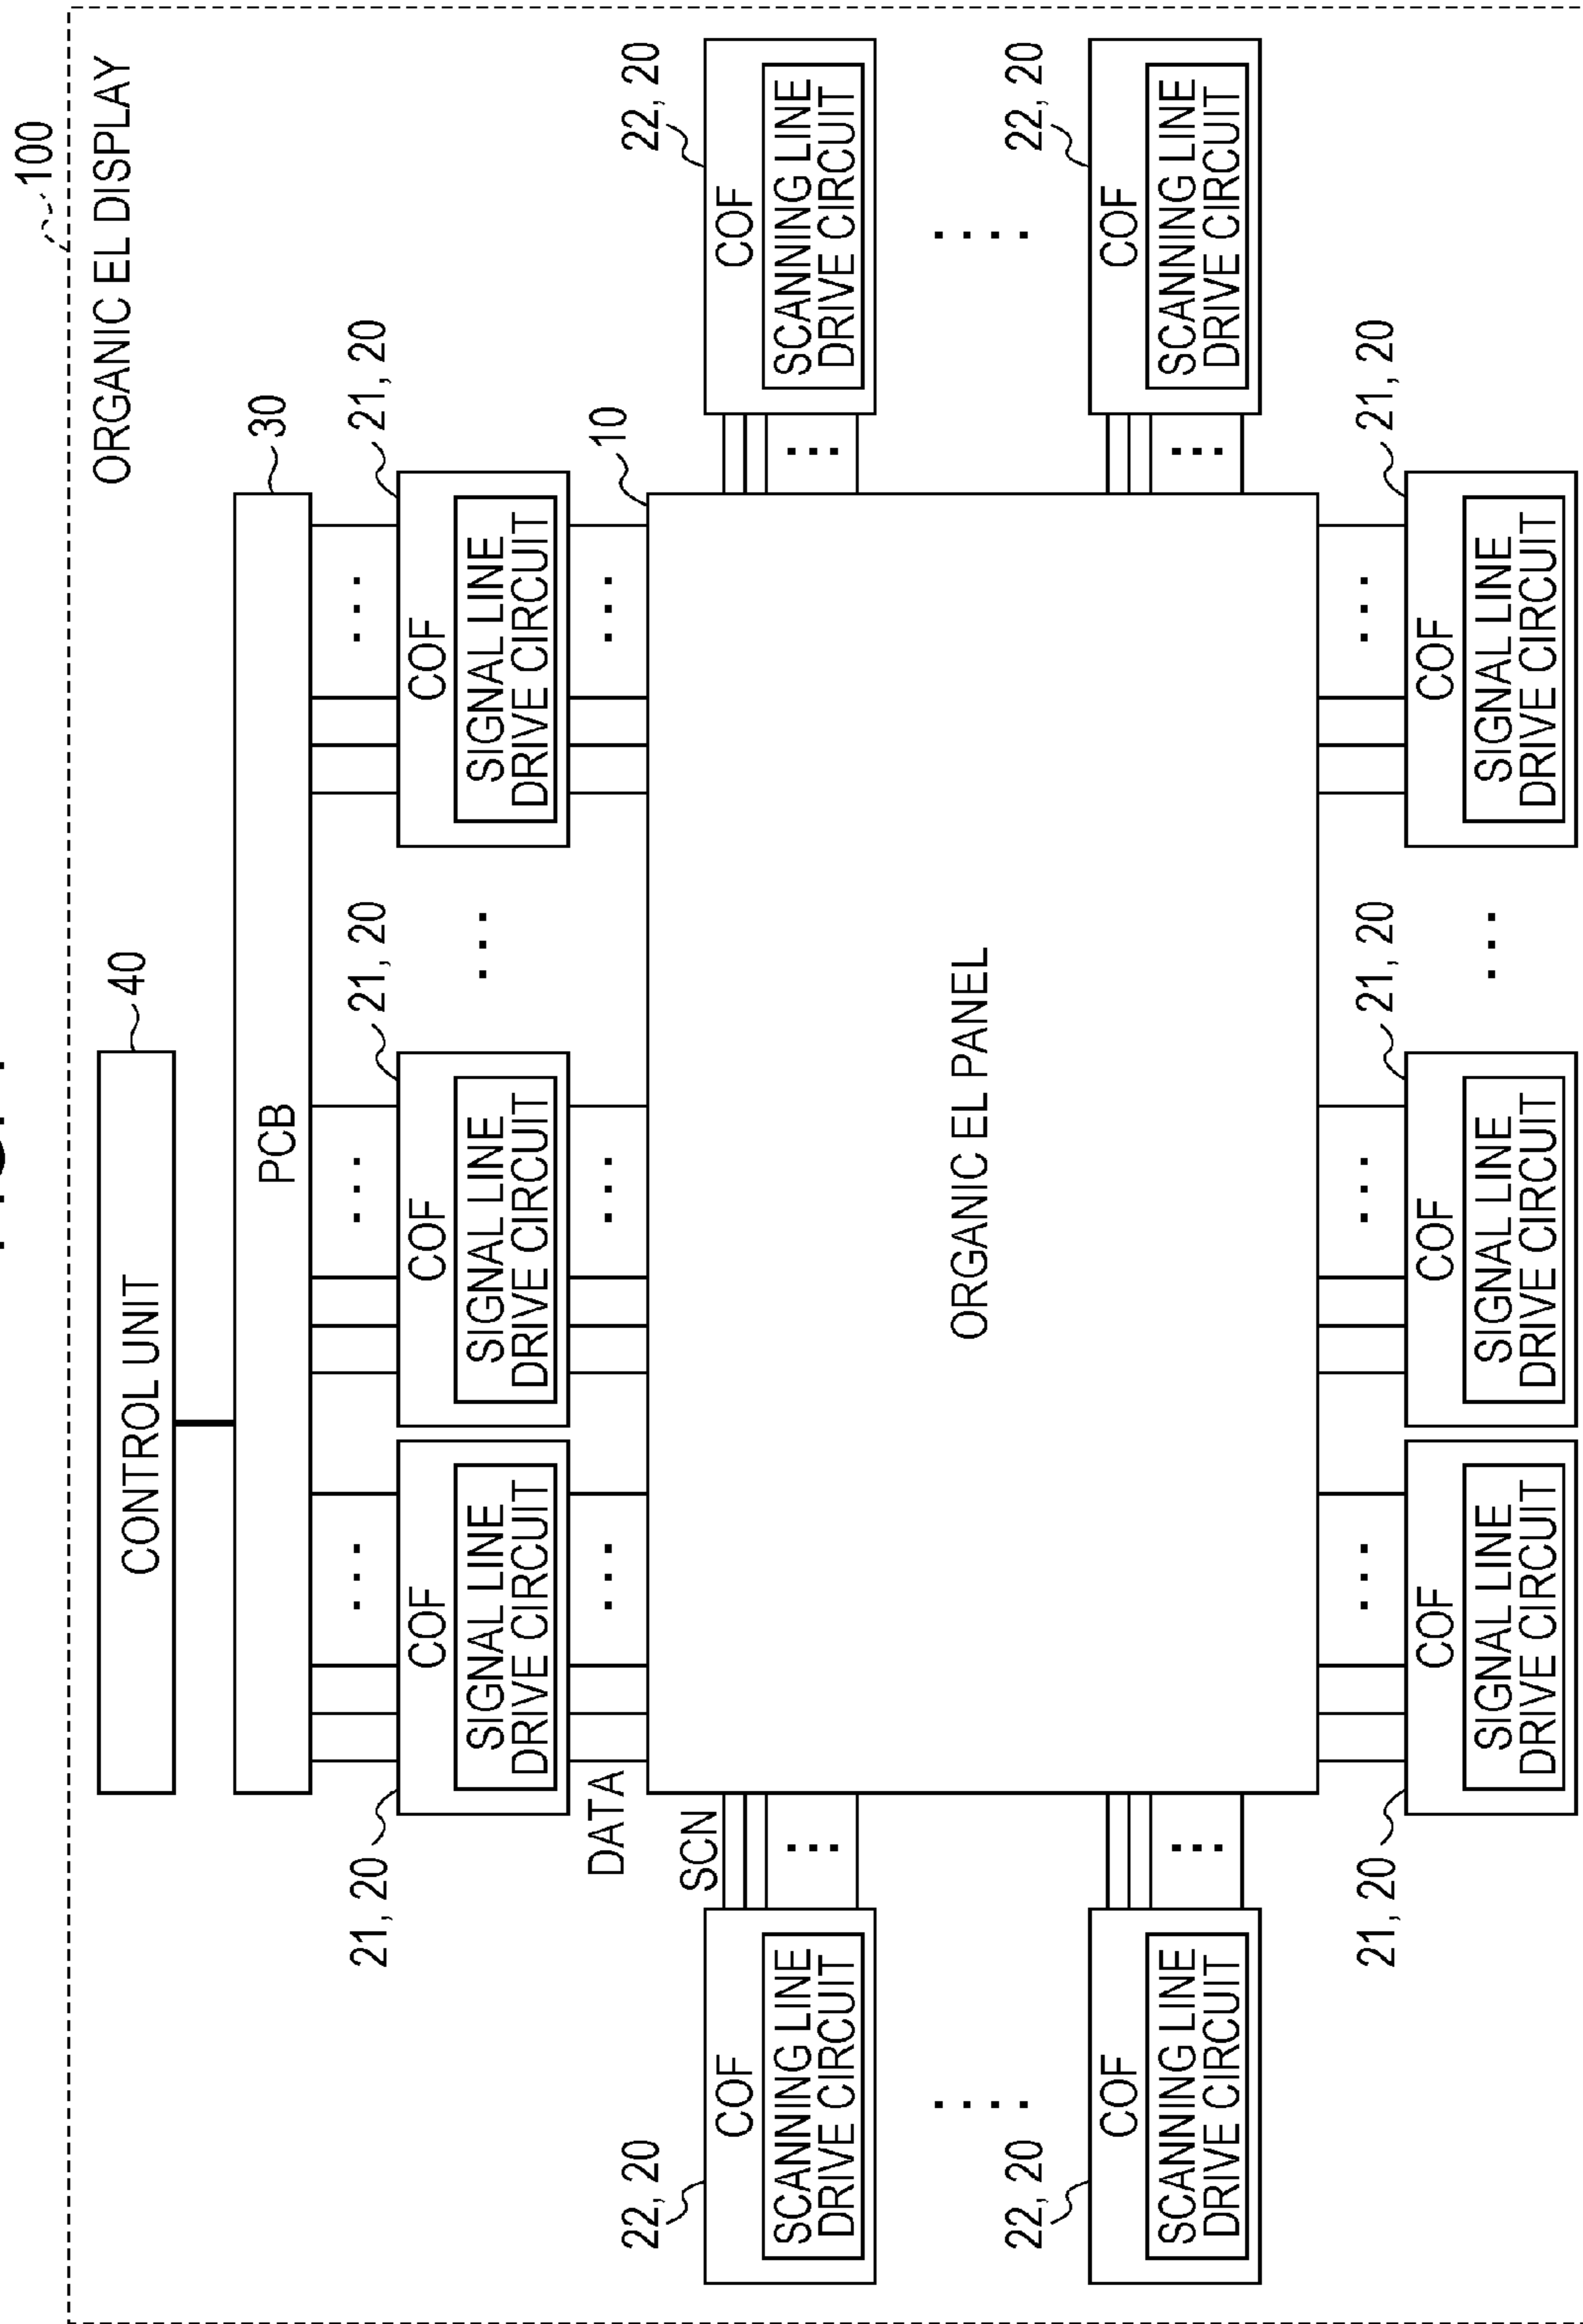 100
ORGANIC EL DISPLAY
CONTROL UNIT
40
PCB
30
21, 20
COF
SIGNAL LINE
DRIVE CIRCUIT
21, 20
COF
SIGNAL LINE
DRIVE CIRCUIT
...
21, 20
COF
SIGNAL LINE
DRIVE CIRCUIT
DATA
10
SCN
22, 20
COF
SCANNING LINE
DRIVE CIRCUIT
22, 20
COF
SCANNING LINE
DRIVE CIRCUIT
ORGANIC EL PANEL
22, 20
COF
SCANNING LINE
DRIVE CIRCUIT
22, 20
COF
SCANNING LINE
DRIVE CIRCUIT
21, 20
COF
SIGNAL LINE
DRIVE CIRCUIT
21, 20
COF
SIGNAL LINE
DRIVE CIRCUIT
...
21, 20
COF
SIGNAL LINE
DRIVE CIRCUIT